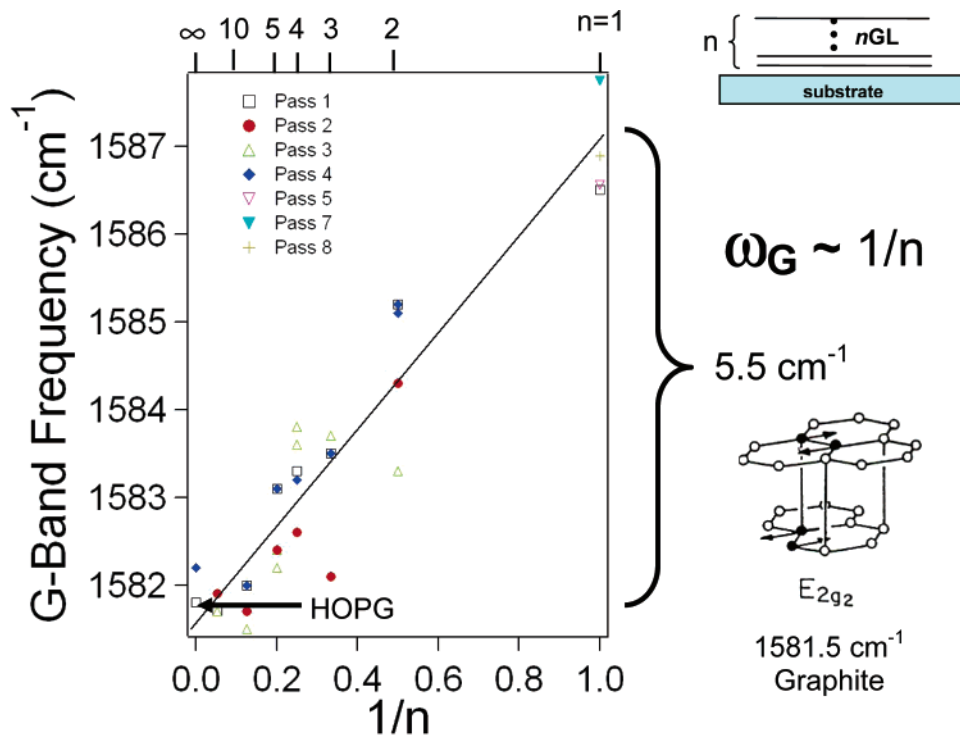 ∞ 10 5 4 3 2 n=1
G-Band Frequency (cm⁻¹)
1587
1586
1585
1584
1583
1582
Pass 1
Pass 2
Pass 3
Pass 4
Pass 5
Pass 7
Pass 8
HOPG
0.0 0.2 0.4 0.6 0.8 1.0
1/n
n
nGL
substrate
ωG ~ 1/n
5.5 cm⁻¹
E2g2
1581.5 cm⁻¹
Graphite